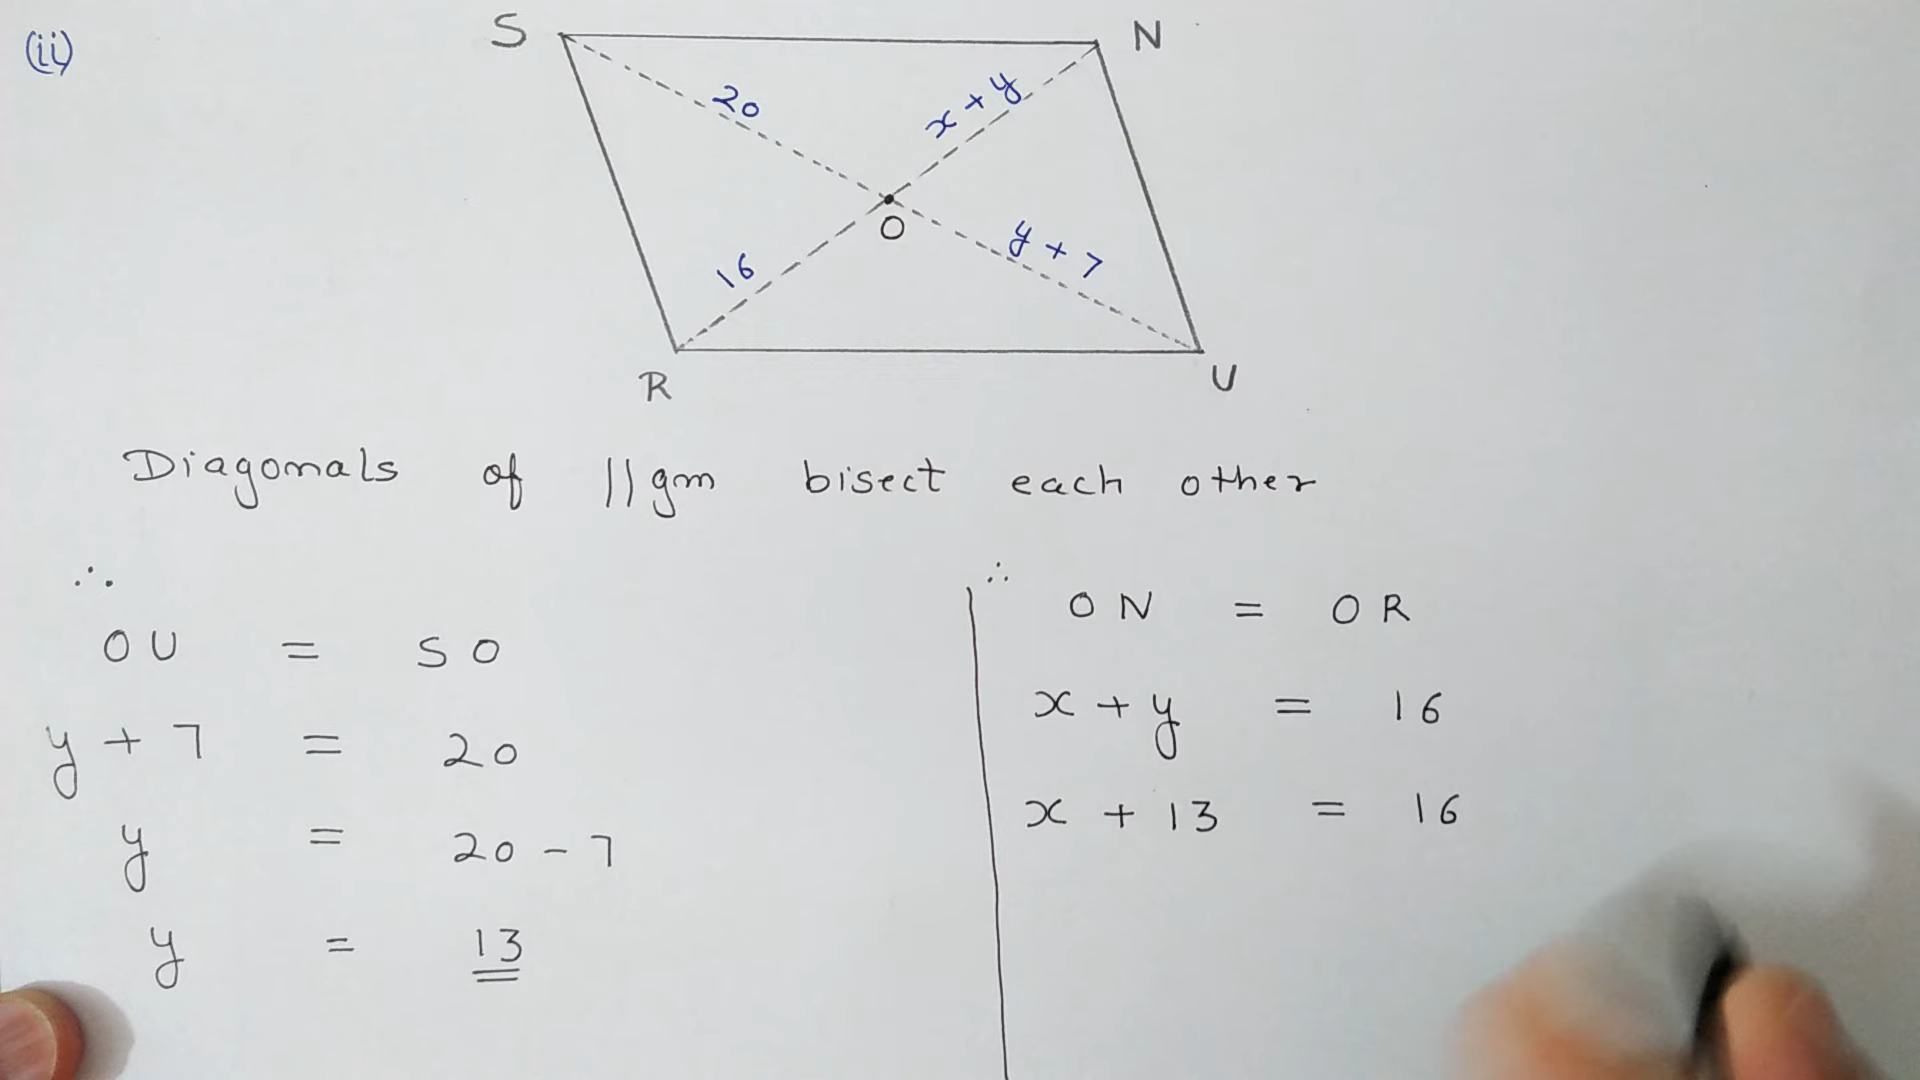 (ii)
S
N
20
x + y
O
16
y + 7
R
U
Diagonals of ||gm bisect each other
∴
OU = SO
y + 7 = 20
y = 20 - 7
y = 13
∴ ON = OR
x + y = 16
x + 13 = 16